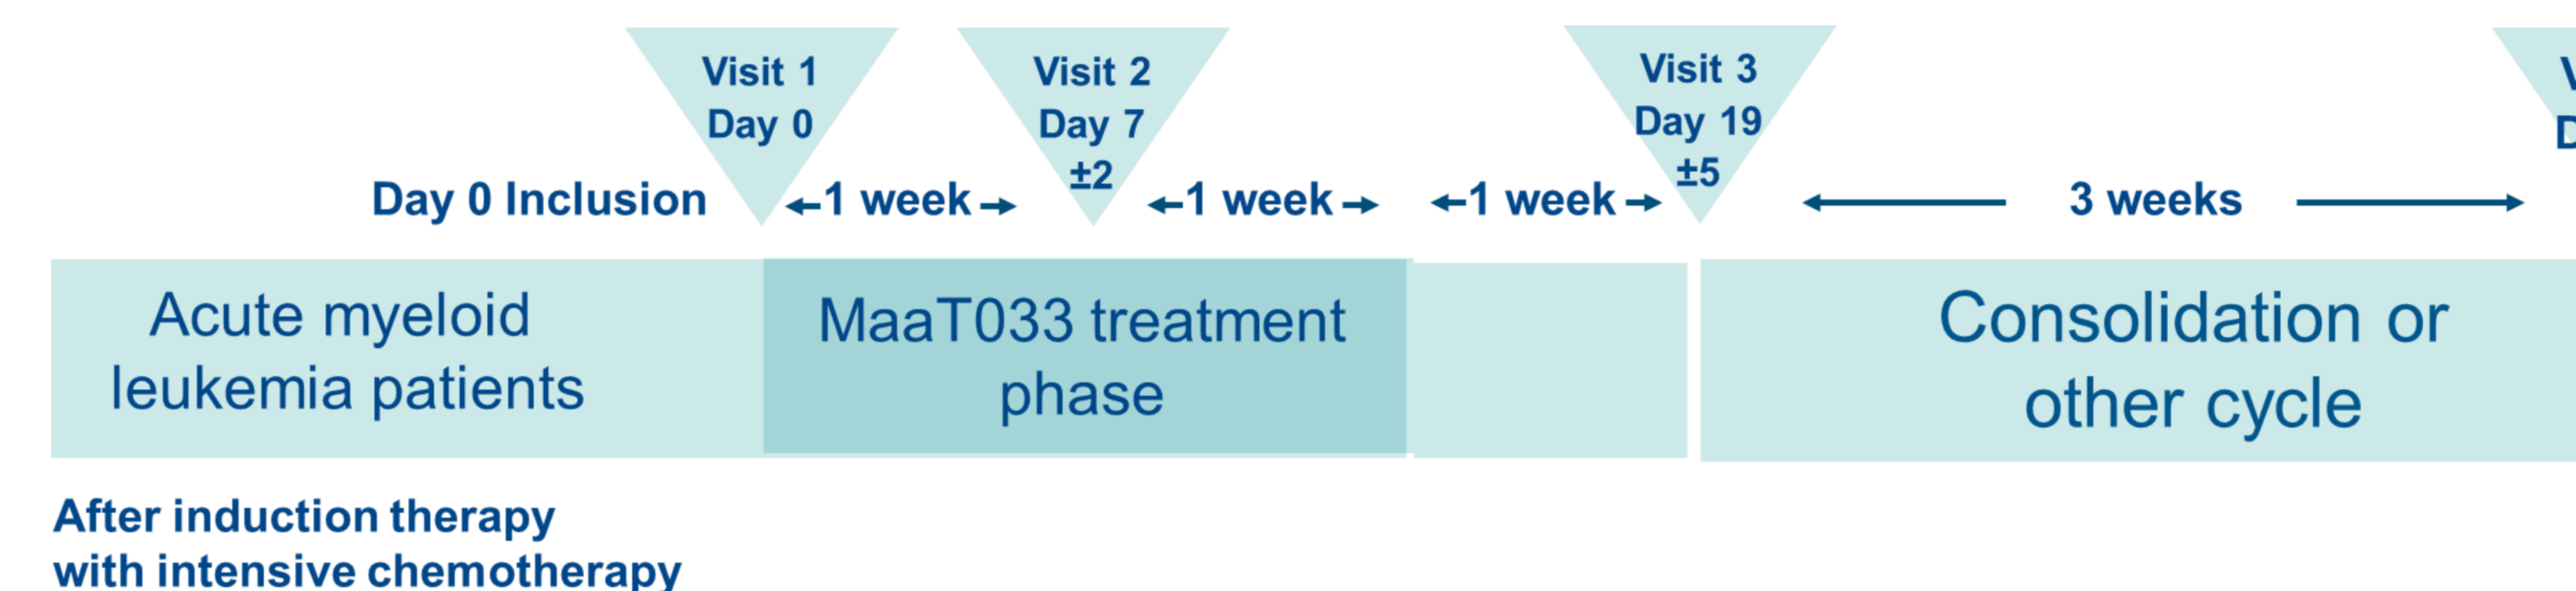 Visit 1
Day 0
Visit 2
Day 7
±2
Visit 3
Day 19
±5
Day 0 Inclusion
1 week
1 week
1 week
3 weeks
Acute myeloid
leukemia patients
MaaT033 treatment
phase
Consolidation or
other cycle
After induction therapy
with intensive chemotherapy